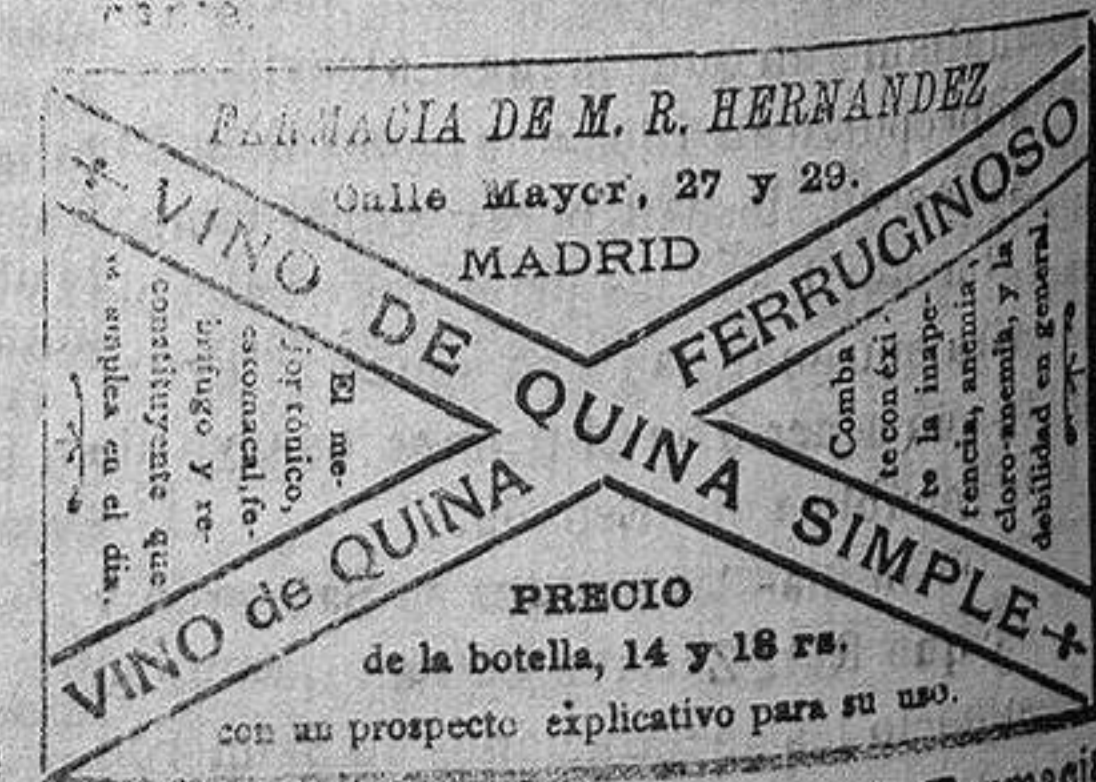 FARMACIA DE M. R. HERNANDEZ
Calle Mayor, 27 y 29.
MADRID
VINO DE QUINA SIMPLE
VINO de QUINA FERRUGINOSO
El me-
jor tónico,
estomacal, fe-
brifugo y re-
constituyente que
se emplea en el dia.
Comba
te con éxi-
to la inape-
tencia, anemia,
cloro-anemia, y la
debilidad en general.
PRECIO
de la botella, 14 y 18 rs.
con un prospecto explicativo para su uso.